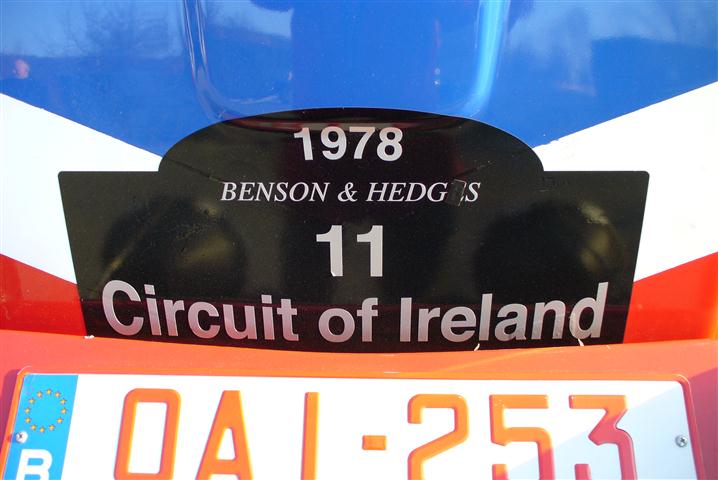 1978
BENSON & HEDGES
11
Circuit of Ireland
B OAI-253